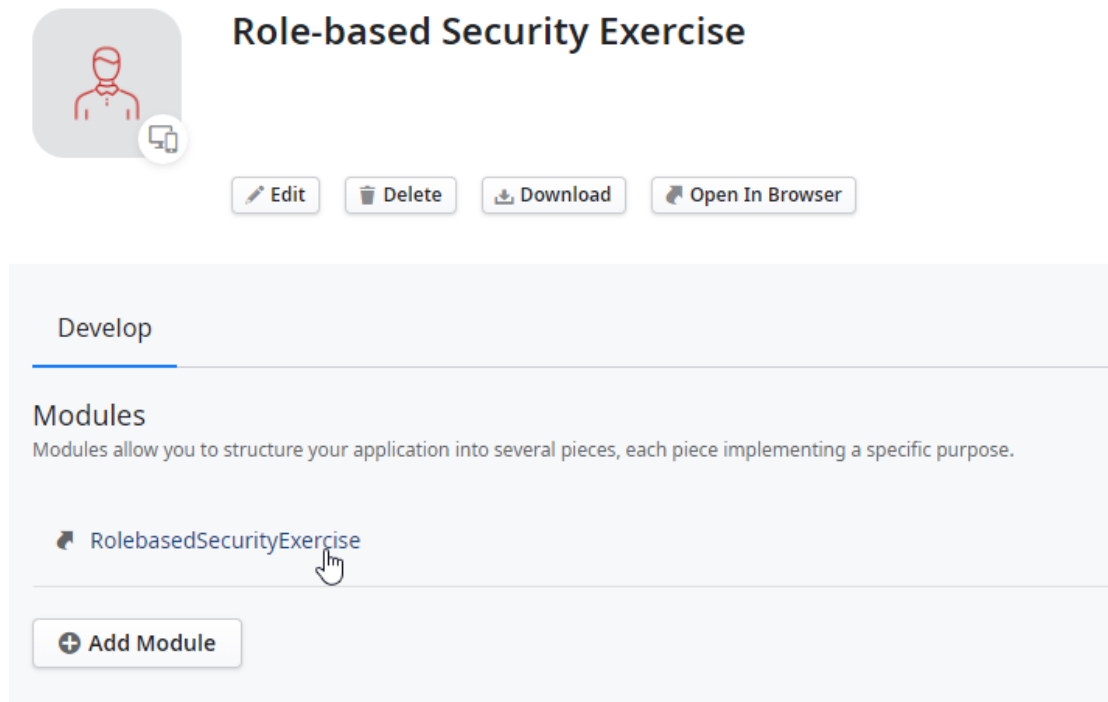 Role-based Security Exercise
Edit Delete Download Open In Browser
Develop
Modules
Modules allow you to structure your application into several pieces, each piece implementing a specific purpose.
RolebasedSecurityExercise
Add Module